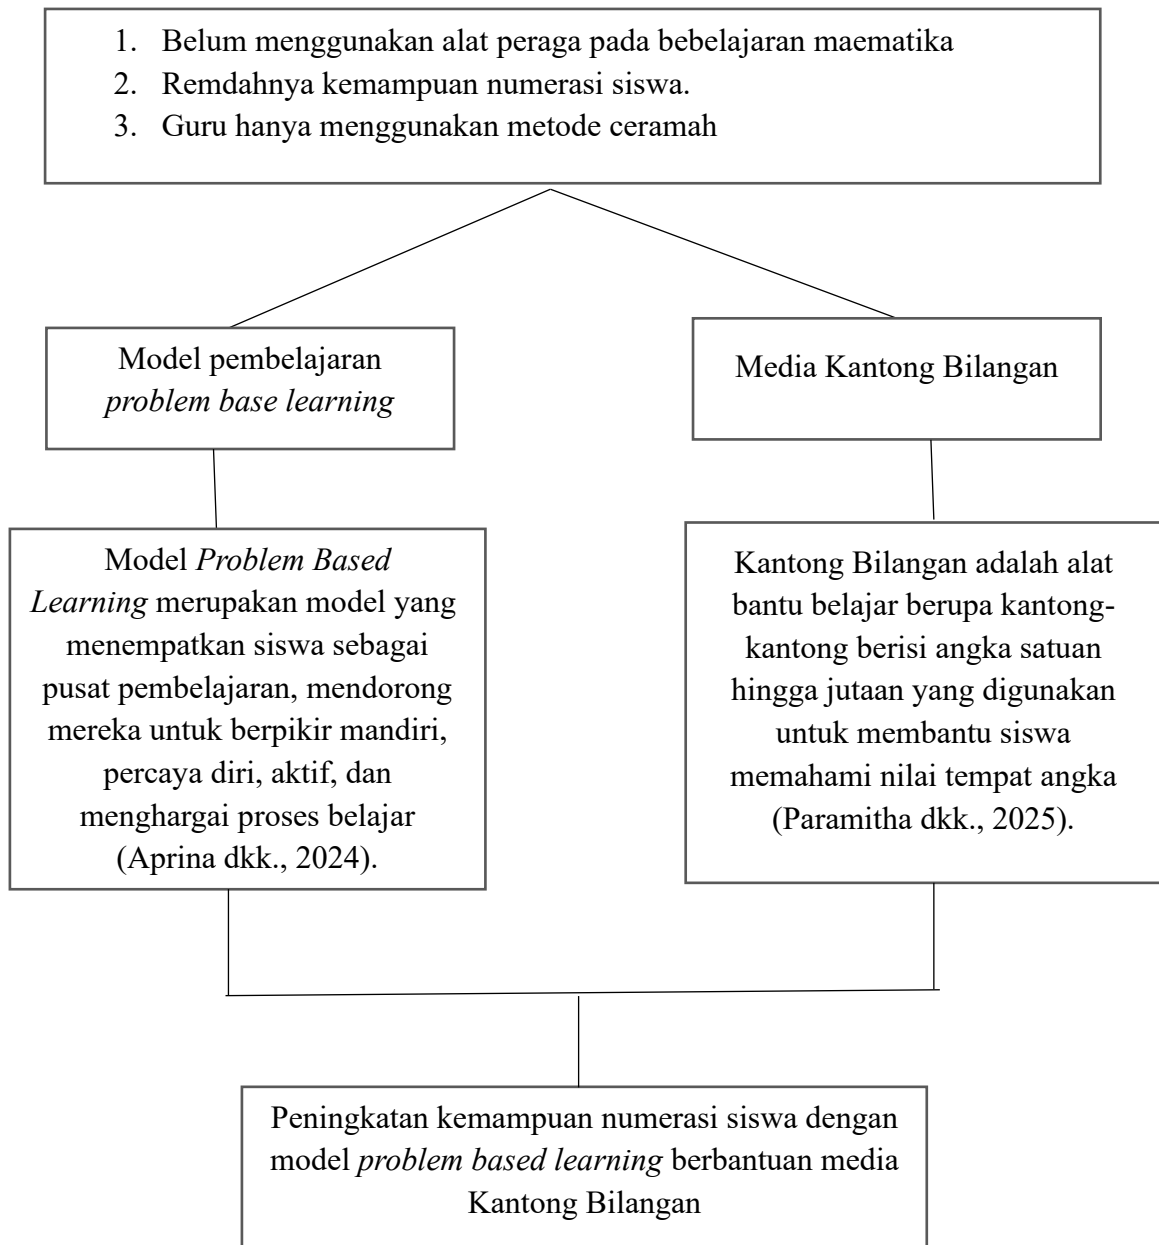 1. Belum menggunakan alat peraga pada bebelajaran maematika
2. Remdahnya kemampuan numerasi siswa.
3. Guru hanya menggunakan metode ceramah
Model pembelajaran
problem base learning
Media Kantong Bilangan
Model Problem Based
Learning merupakan model yang
menempatkan siswa sebagai
pusat pembelajaran, mendorong
mereka untuk berpikir mandiri,
percaya diri, aktif, dan
menghargai proses belajar
(Aprina dkk., 2024).
Kantong Bilangan adalah alat
bantu belajar berupa kantong-
kantong berisi angka satuan
hingga jutaan yang digunakan
untuk membantu siswa
memahami nilai tempat angka
(Paramitha dkk., 2025).
Peningkatan kemampuan numerasi siswa dengan
model problem based learning berbantuan media
Kantong Bilangan